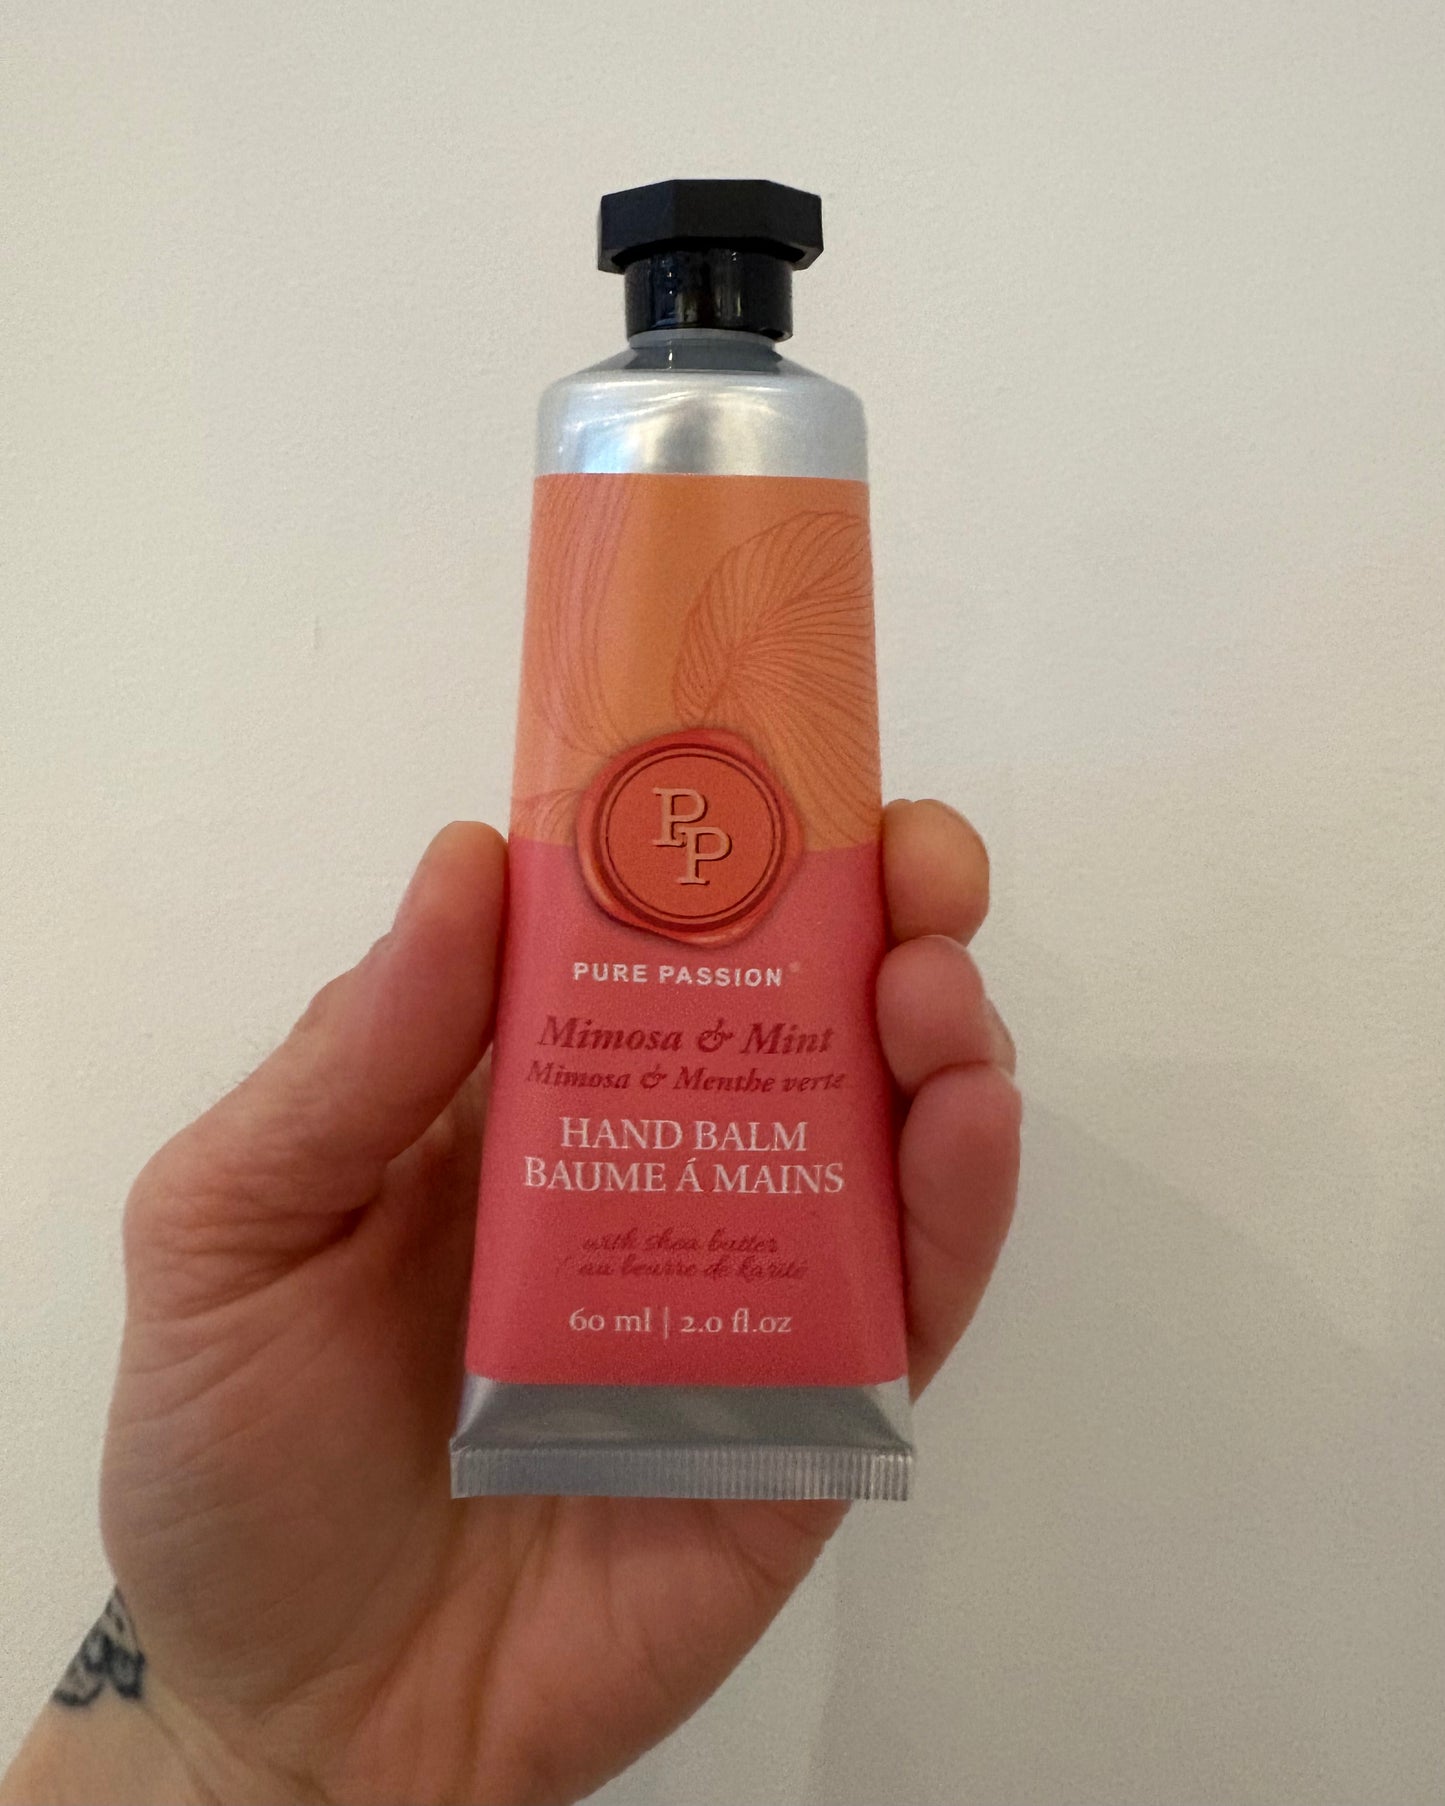 PP
PURE PASSION®
Mimosa & Mint
Mimosa & Menthe verte
HAND BALM
BAUME Á MAINS
with shea butter
au beurre de karité
60 ml | 2.0 fl.oz